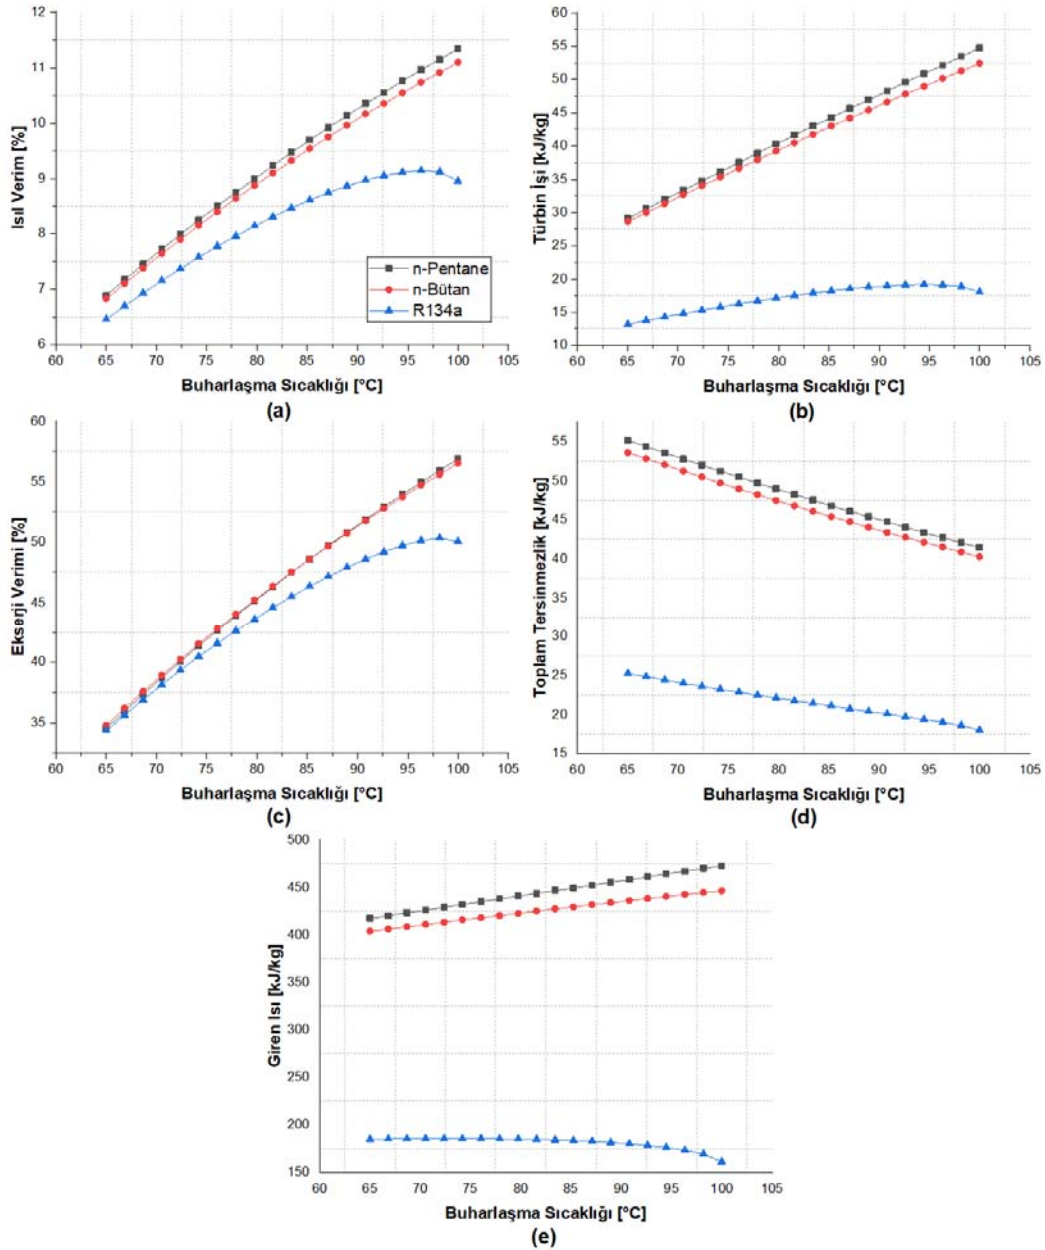 12
11
10
9
8
7
6
Isıl Verim [%]
n-Pentane
n-Bütan
R134a
60 65 70 75 80 85 90 95 100 105
Buharlaşma Sıcaklığı [°C]
(a)
60
55
50
45
40
35
30
25
20
15
10
Türbin İşi [kJ/kg]
60 65 70 75 80 85 90 95 100 105
Buharlaşma Sıcaklığı [°C]
(b)
60
55
50
45
40
35
Ekserji Verimi [%]
60 65 70 75 80 85 90 95 100 105
Buharlaşma Sıcaklığı [°C]
(c)
55
50
45
40
35
30
25
20
15
Toplam Tersinmezlik [kJ/kg]
60 65 70 75 80 85 90 95 100 105
Buharlaşma Sıcaklığı [°C]
(d)
500
450
400
350
300
250
200
150
Giren Isı [kJ/kg]
60 65 70 75 80 85 90 95 100 105
Buharlaşma Sıcaklığı [°C]
(e)